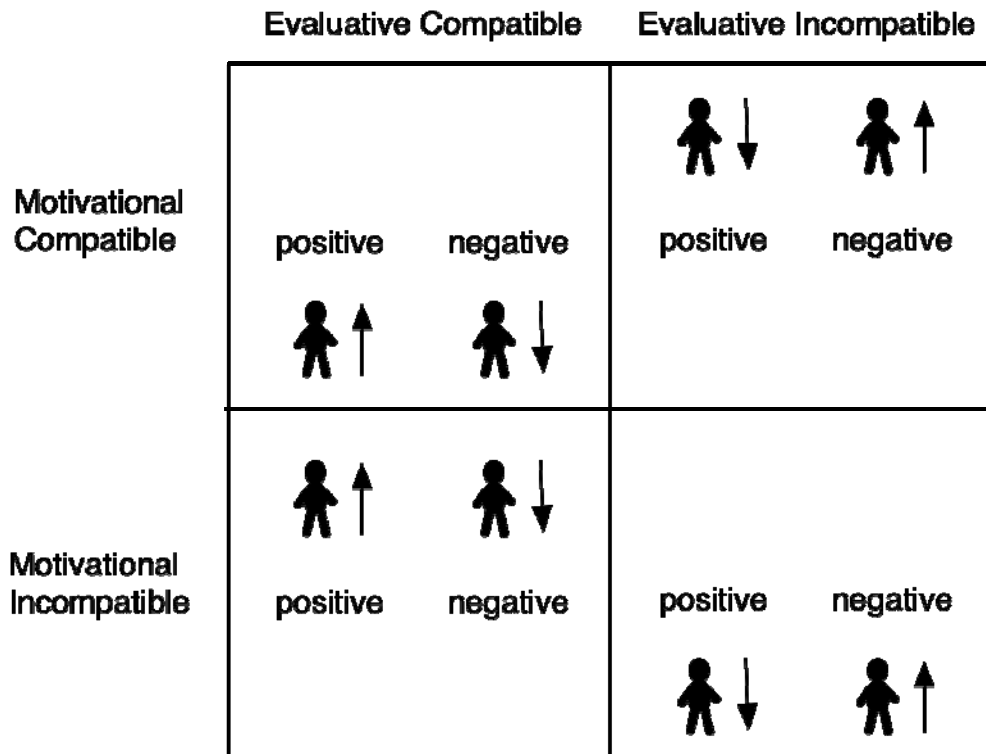 Evaluative Compatible
Evaluative Incompatible
Motivational
Compatible
positive
negative
positive
negative
Motivational
Incompatible
positive
negative
positive
negative